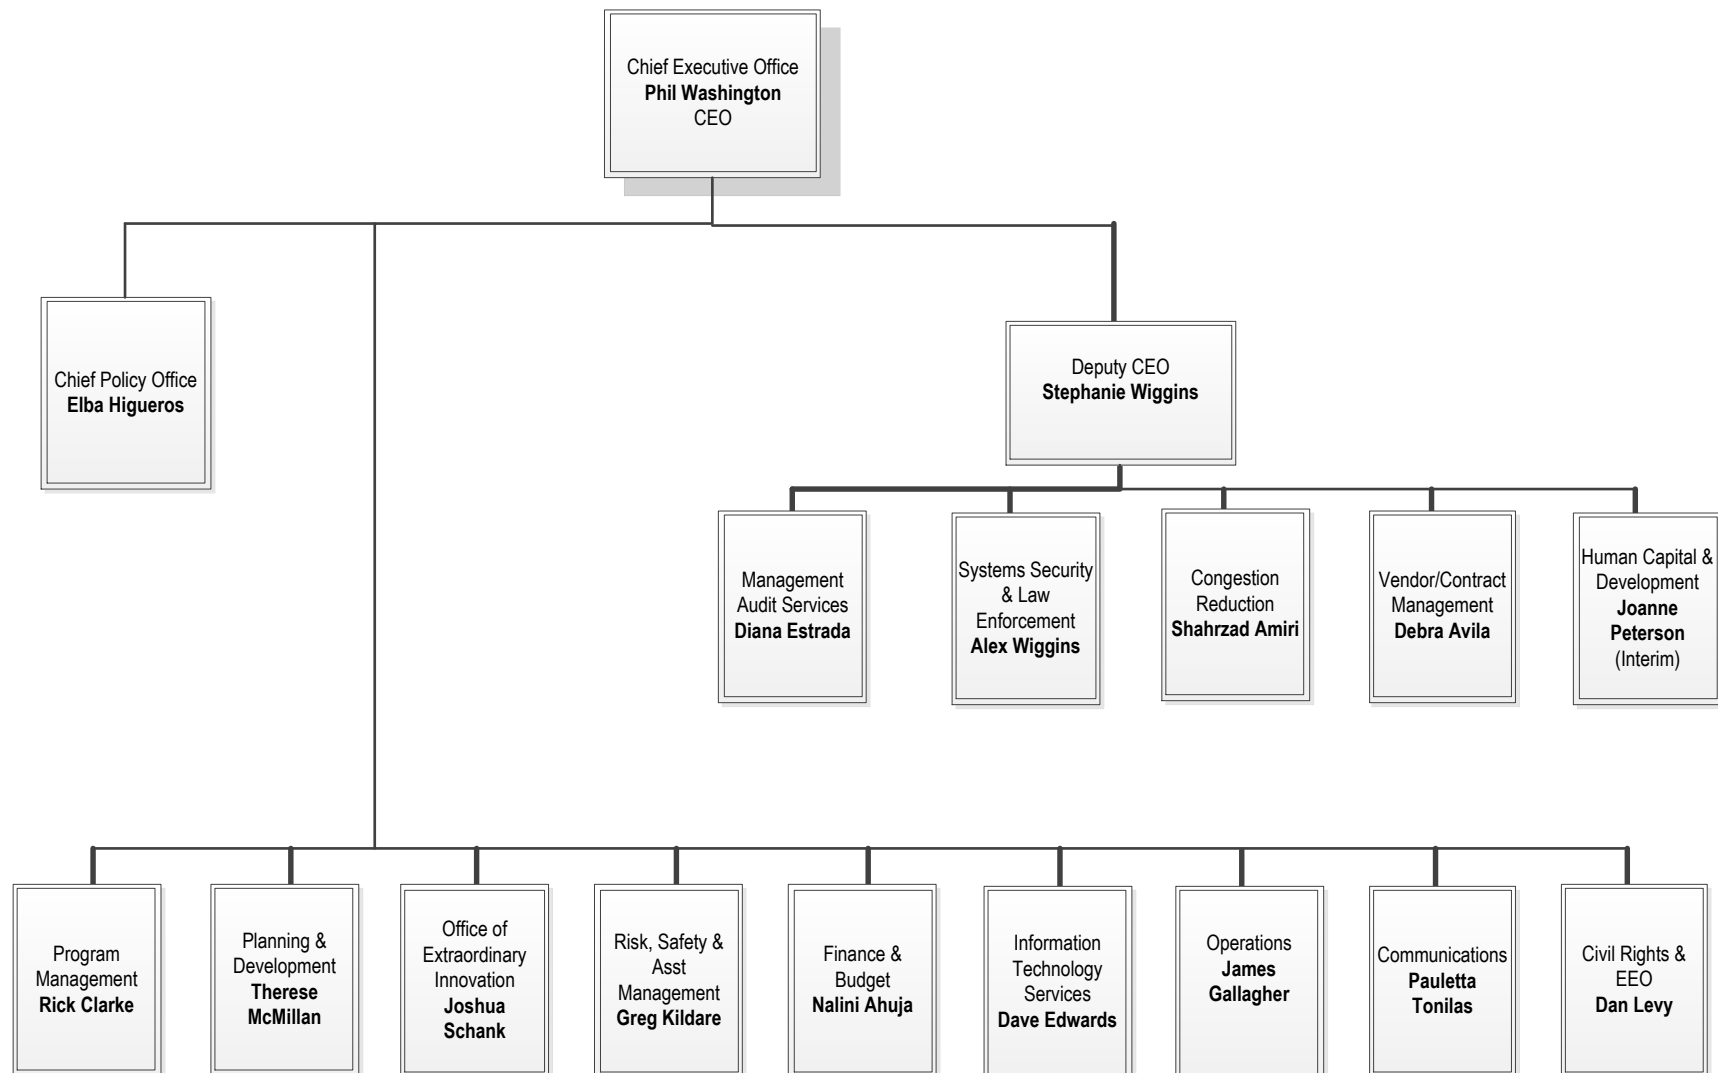 Chief Executive Office
Phil Washington
CEO
Chief Policy Office
Elba Higueros
Deputy CEO
Stephanie Wiggins
Management
Audit Services
Diana Estrada
Systems Security
& Law
Enforcement
Alex Wiggins
Congestion
Reduction
Shahrzad Amiri
Vendor/Contract
Management
Debra Avila
Human Capital &
Development
Joanne
Peterson
(Interim)
Program
Management
Rick Clarke
Planning &
Development
Therese
McMillan
Office of
Extraordinary
Innovation
Joshua
Schank
Risk, Safety &
Asst
Management
Greg Kildare
Finance &
Budget
Nalini Ahuja
Information
Technology
Services
Dave Edwards
Operations
James
Gallagher
Communications
Pauletta
Tonilas
Civil Rights &
EEO
Dan Levy